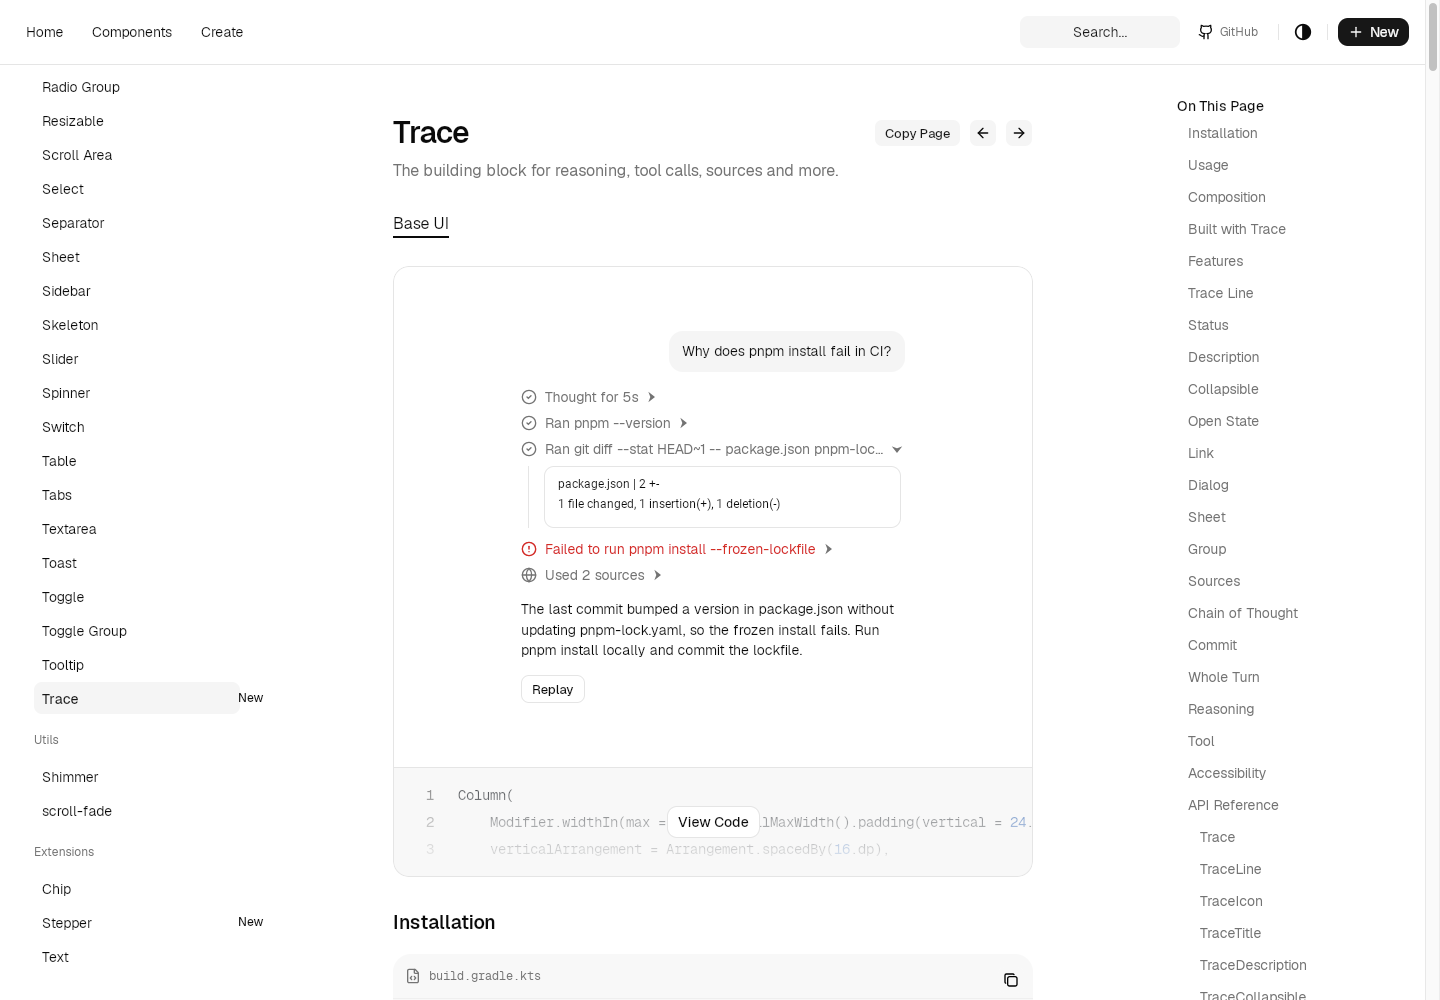 Home
Components
Create
Search...
GitHub
New
Radio Group
Resizable
Scroll Area
Select
Separator
Sheet
Sidebar
Skeleton
Slider
Spinner
Switch
Table
Tabs
Textarea
Toast
Toggle
Toggle Group
Tooltip
Trace
New
Utils
Shimmer
scroll-fade
Extensions
Chip
Stepper
New
Text
Trace
Copy Page
The building block for reasoning, tool calls, sources and more.
Base UI
Why does pnpm install fail in CI?
Thought for 5s
Ran pnpm --version
Ran git diff --stat HEAD~1 -- package.json pnpm-loc...
package.json | 2 +-
1 file changed, 1 insertion(+), 1 deletion(-)
Failed to run pnpm install --frozen-lockfile
Used 2 sources
The last commit bumped a version in package.json without
updating pnpm-lock.yaml, so the frozen install fails. Run
pnpm install locally and commit the lockfile.
Replay
1 Column(
2 Modifier.widthIn(max = llMaxWidth().padding(vertical = 24.
View Code
3 verticalArrangement = Arrangement.spacedBy(16.dp),
Installation
build.gradle.kts
On This Page
Installation
Usage
Composition
Built with Trace
Features
Trace Line
Status
Description
Collapsible
Open State
Link
Dialog
Sheet
Group
Sources
Chain of Thought
Commit
Whole Turn
Reasoning
Tool
Accessibility
API Reference
Trace
TraceLine
TraceIcon
TraceTitle
TraceDescription
TraceCollapsible